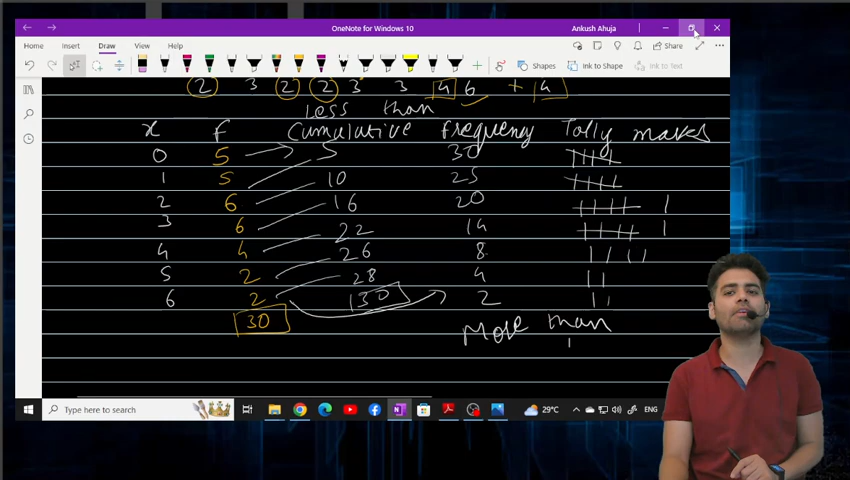 OneNote for Windows 10 Ankush Ahuja
Home Insert Draw View Help Share
Shapes Ink to Shape Ink to Text
2 3 2 2 3 3 4 6 + 4
Less than
x f Cumulative frequency Tally makes
0 5 5 30
1 5 10 25
2 6 16 20
3 6 22 14
4 4 26 8
5 2 28 4
6 2 30 2
30
More than
Type here to search 29°C ENG